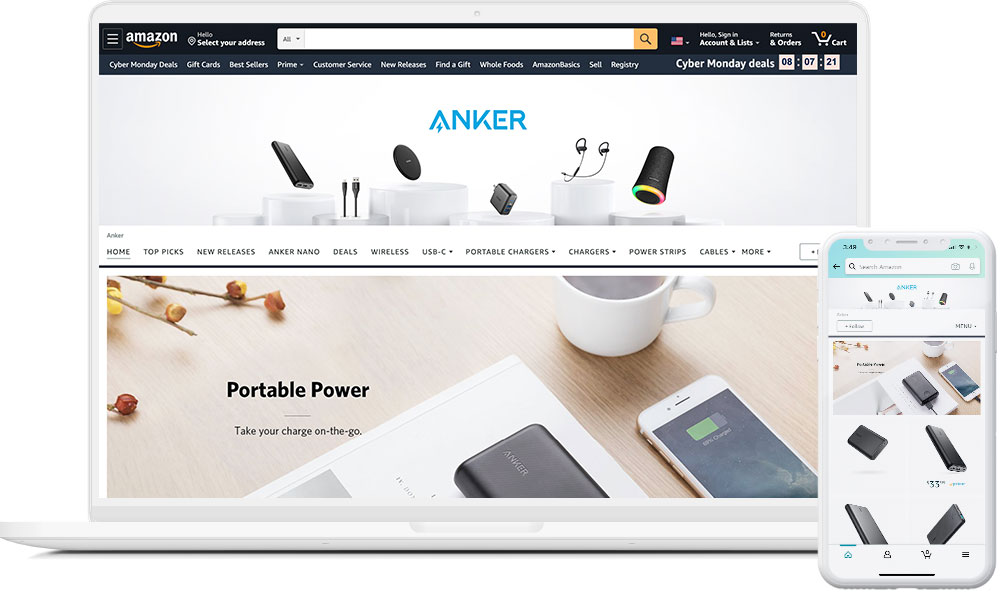 amazon
Hello
Select your address
All
Hello, Sign in
Account & Lists
Returns
& Orders
0
Cart
Cyber Monday Deals Gift Cards Best Sellers Prime Customer Service New Releases Find a Gift Whole Foods AmazonBasics Sell Registry
Cyber Monday deals 08 : 07 : 21
ANKER
Anker
HOME TOP PICKS NEW RELEASES ANKER NANO DEALS WIRELESS USB-C PORTABLE CHARGERS CHARGERS POWER STRIPS CABLES MORE +
Portable Power
Take your charge on-the-go.
ANKER
68% Charged
3:48
Search Amazon
ANKER
Anker
+ Follow
MENU
Portable Power
$33
0